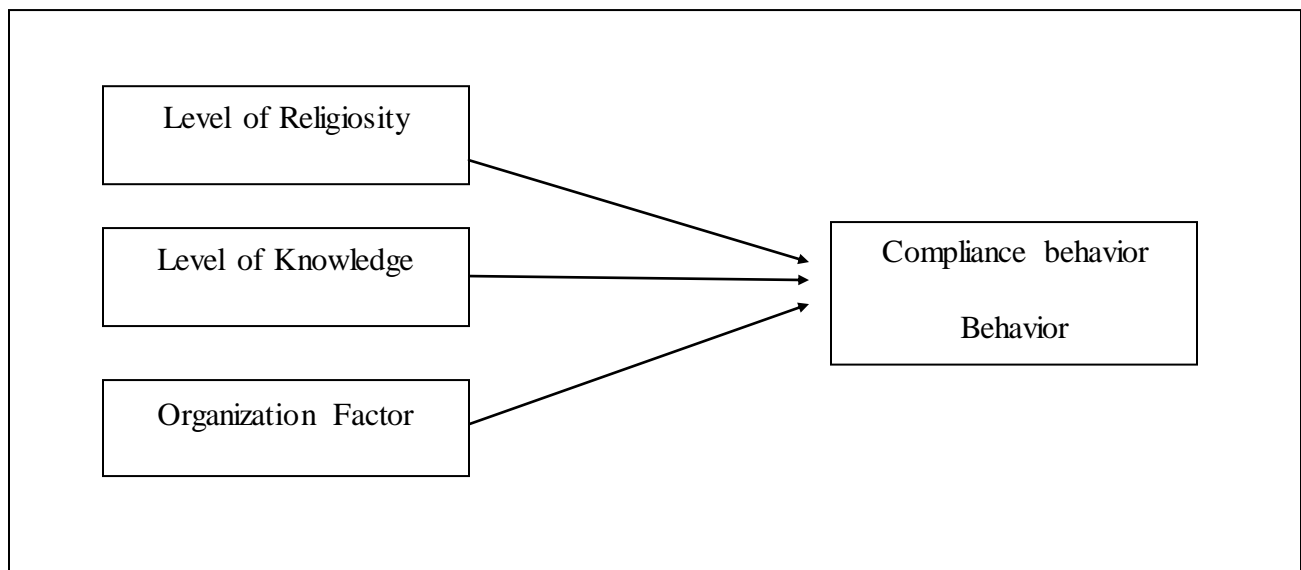 Level of Religiosity
Level of Knowledge
Organization Factor
Compliance behavior
Behavior